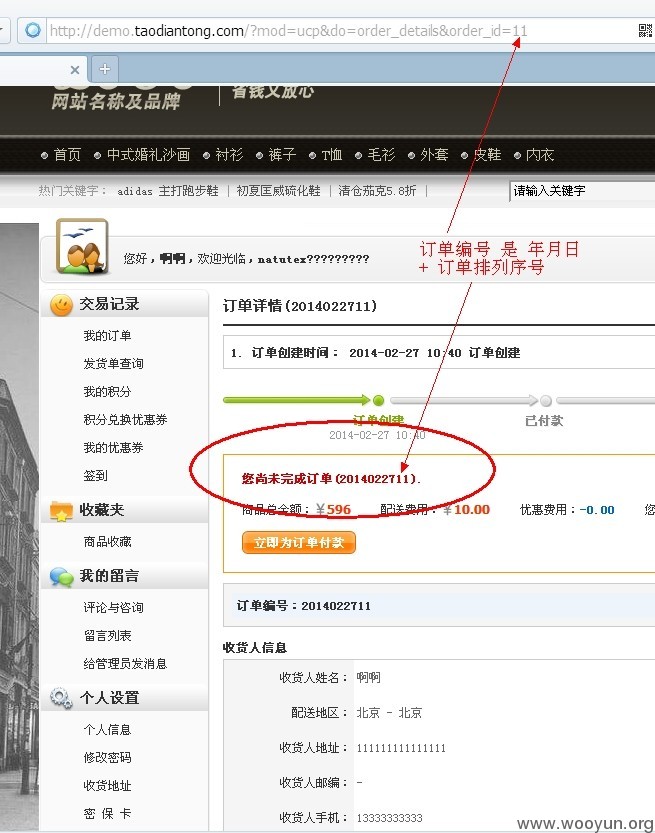 http://demo.taodiantong.com/?mod=ucp&do=order_details&order_id=11
网站名称及品牌
省钱又放心
首页 中式婚礼沙画 衬衫 裤子 T恤 毛衫 外套 皮鞋 内衣
热门关键字： adidas 主打跑步鞋 | 初夏匡威硫化鞋 | 清仓茄克5.8折 |
请输入关键字
您好，啊啊，欢迎光临，natutex?????????
订单编号 是 年月日
+ 订单排列序号
交易记录
我的订单
发货单查询
我的积分
积分兑换优惠券
我的优惠券
签到
收藏夹
商品收藏
我的留言
评论与咨询
留言列表
给管理员发消息
个人设置
个人信息
修改密码
收货地址
密 保 卡
订单详情(2014022711)
1. 订单创建时间： 2014-02-27 10:40 订单创建
订单创建
2014-02-27 10:40
已付款
您尚未完成订单(2014022711).
商品总金额：￥596 配送费用：￥10.00 优惠费用：-0.00 您
立即为订单付款
订单编号：2014022711
收货人信息
收货人姓名： 啊啊
配送地区： 北京 - 北京
收货人地址： 111111111111111
收货人邮编： -
收货人手机： 13333333333
www.wooyun.org